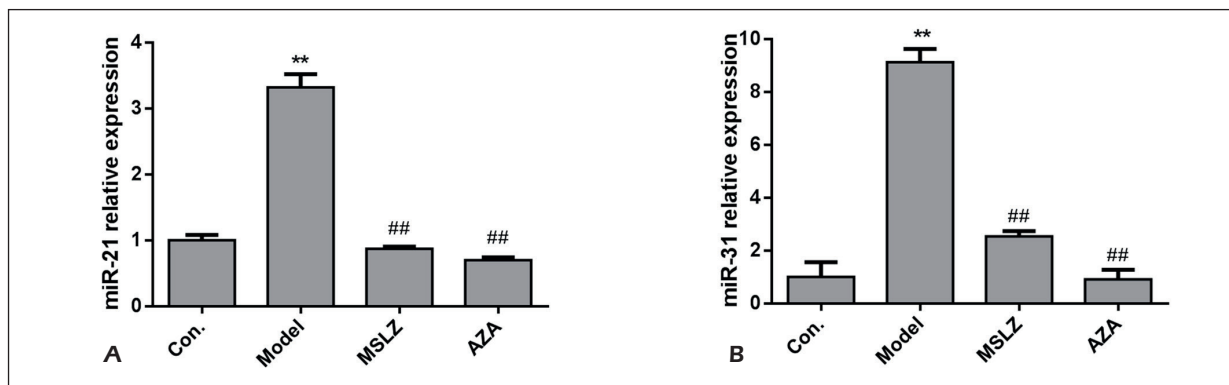 miR-21 relative expression
4
3
2
1
0
**
##
##
Con.
Model
MSLZ
AZA
A
miR-31 relative expression
10
8
6
4
2
0
**
##
##
Con.
Model
MSLZ
AZA
B